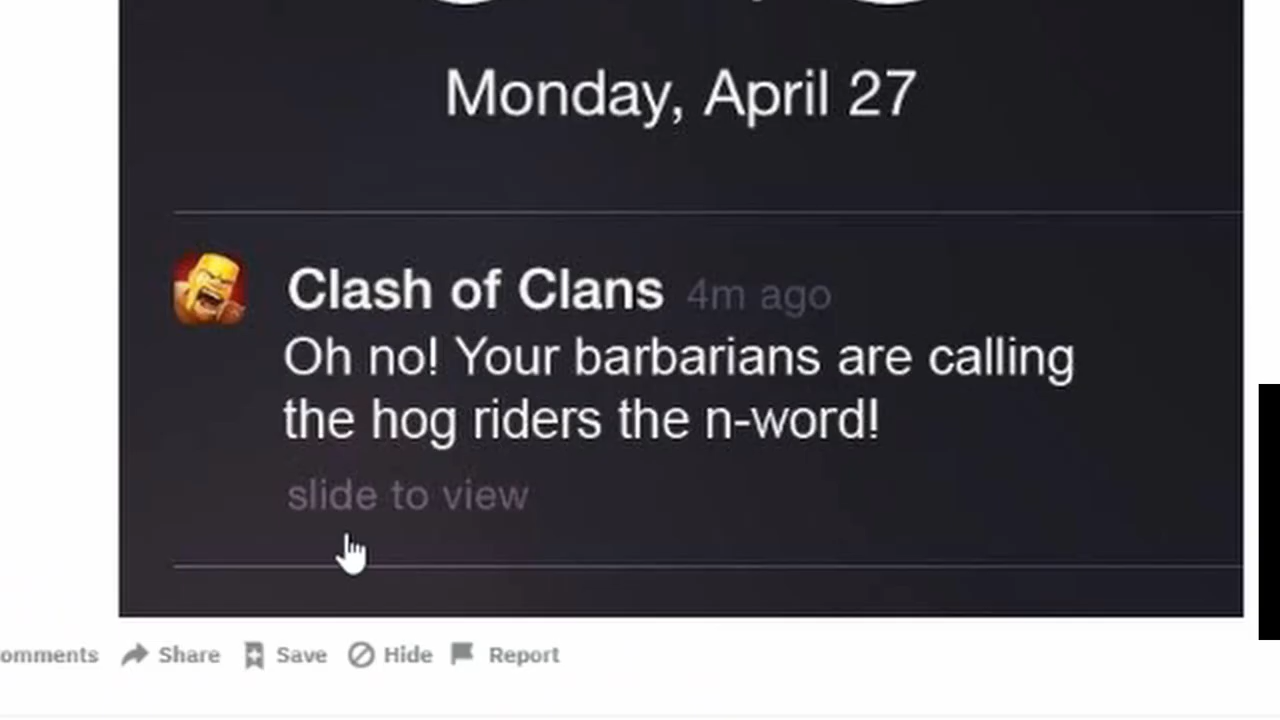 Monday, April 27
Clash of Clans 4m ago
Oh no! Your barbarians are calling
the hog riders the n-word!
slide to view
omments Share Save Hide Report